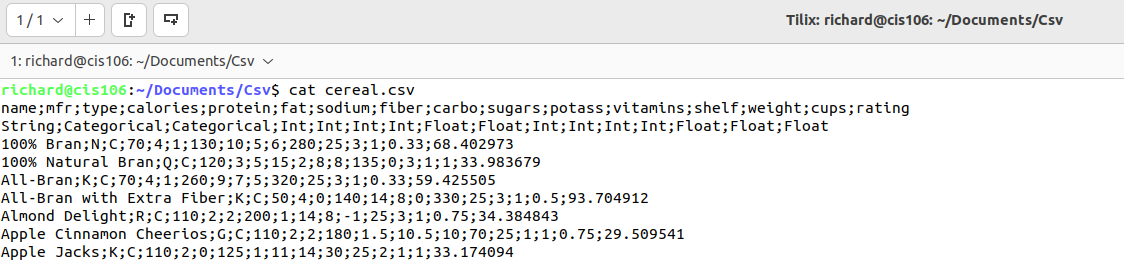 1 / 1
Tilix: richard@cis106: ~/Documents/Csv
1: richard@cis106: ~/Documents/Csv
richard@cis106:~/Documents/Csv$ cat cereal.csv
name;mfr;type;calories;protein;fat;sodium;fiber;carbo;sugars;potass;vitamins;shelf;weight;cups;rating
String;Categorical;Categorical;Int;Int;Int;Int;Float;Float;Int;Int;Int;Int;Float;Float;Float
100% Bran;N;C;70;4;1;130;10;5;6;280;25;3;1;0.33;68.402973
100% Natural Bran;Q;C;120;3;5;15;2;8;8;135;0;3;1;1;33.983679
All-Bran;K;C;70;4;1;260;9;7;5;320;25;3;1;0.33;59.425505
All-Bran with Extra Fiber;K;C;50;4;0;140;14;8;0;330;25;3;1;0.5;93.704912
Almond Delight;R;C;110;2;2;200;1;14;8;-1;25;3;1;0.75;34.384843
Apple Cinnamon Cheerios;G;C;110;2;2;180;1.5;10.5;10;70;25;1;1;0.75;29.509541
Apple Jacks;K;C;110;2;0;125;1;11;14;30;25;2;1;1;33.174094